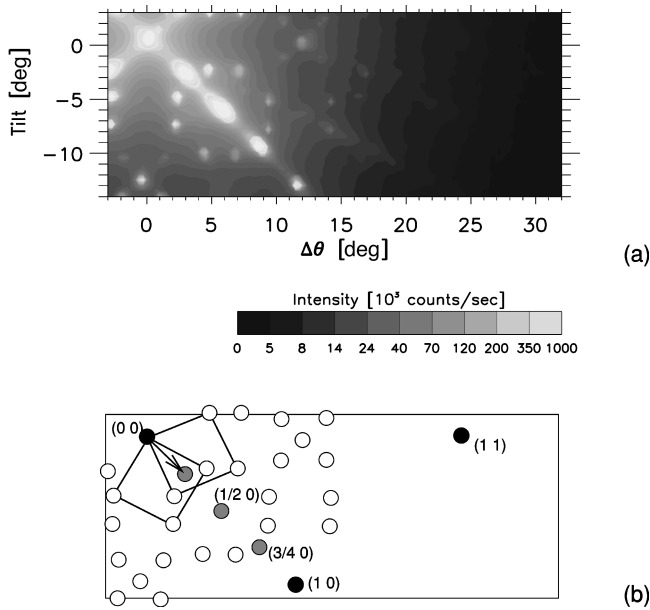 0
−5
−10
Tilt [deg]
0 5 10 15 20 25 30
Δθ [deg]
(a)
Intensity [10³ counts/sec]
0 5 8 14 24 40 70 120 200 350 1000
(0 0)
(1 1)
(1/2 0)
(3/4 0)
(1 0)
(b)